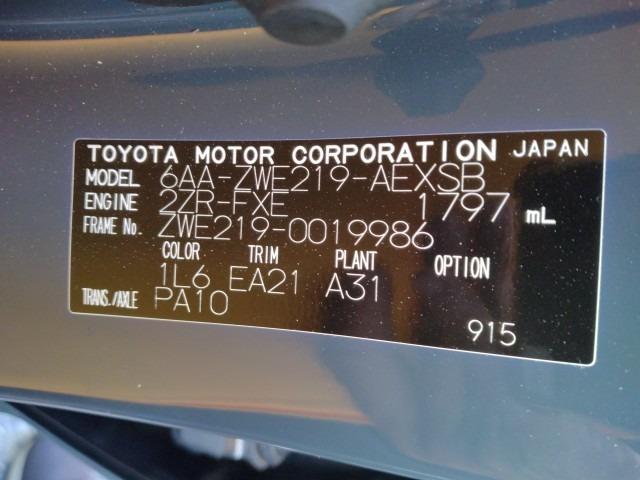 TOYOTA MOTOR CORPORATION JAPAN
MODEL 6AA-ZWE219-AEXSB
ENGINE 2ZR-FXE 1797 mL
FRAME No. ZWE219-0019986
COLOR TRIM PLANT OPTION
1L6 EA21 A31
TRANS./AXLE PA10
915